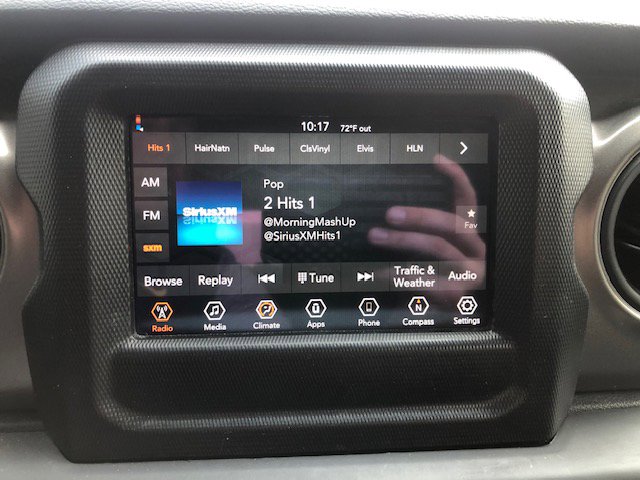 10:17 72°F out
Hits 1 HairNatn Pulse ClsVinyl Elvis HLN
AM
FM
sxm
SiriusXM
Pop
2 Hits 1
@MorningMashUp
@SiriusXMHits1
Fav
Browse Replay Tune Traffic & Weather Audio
Radio Media Climate Apps Phone N Compass Settings